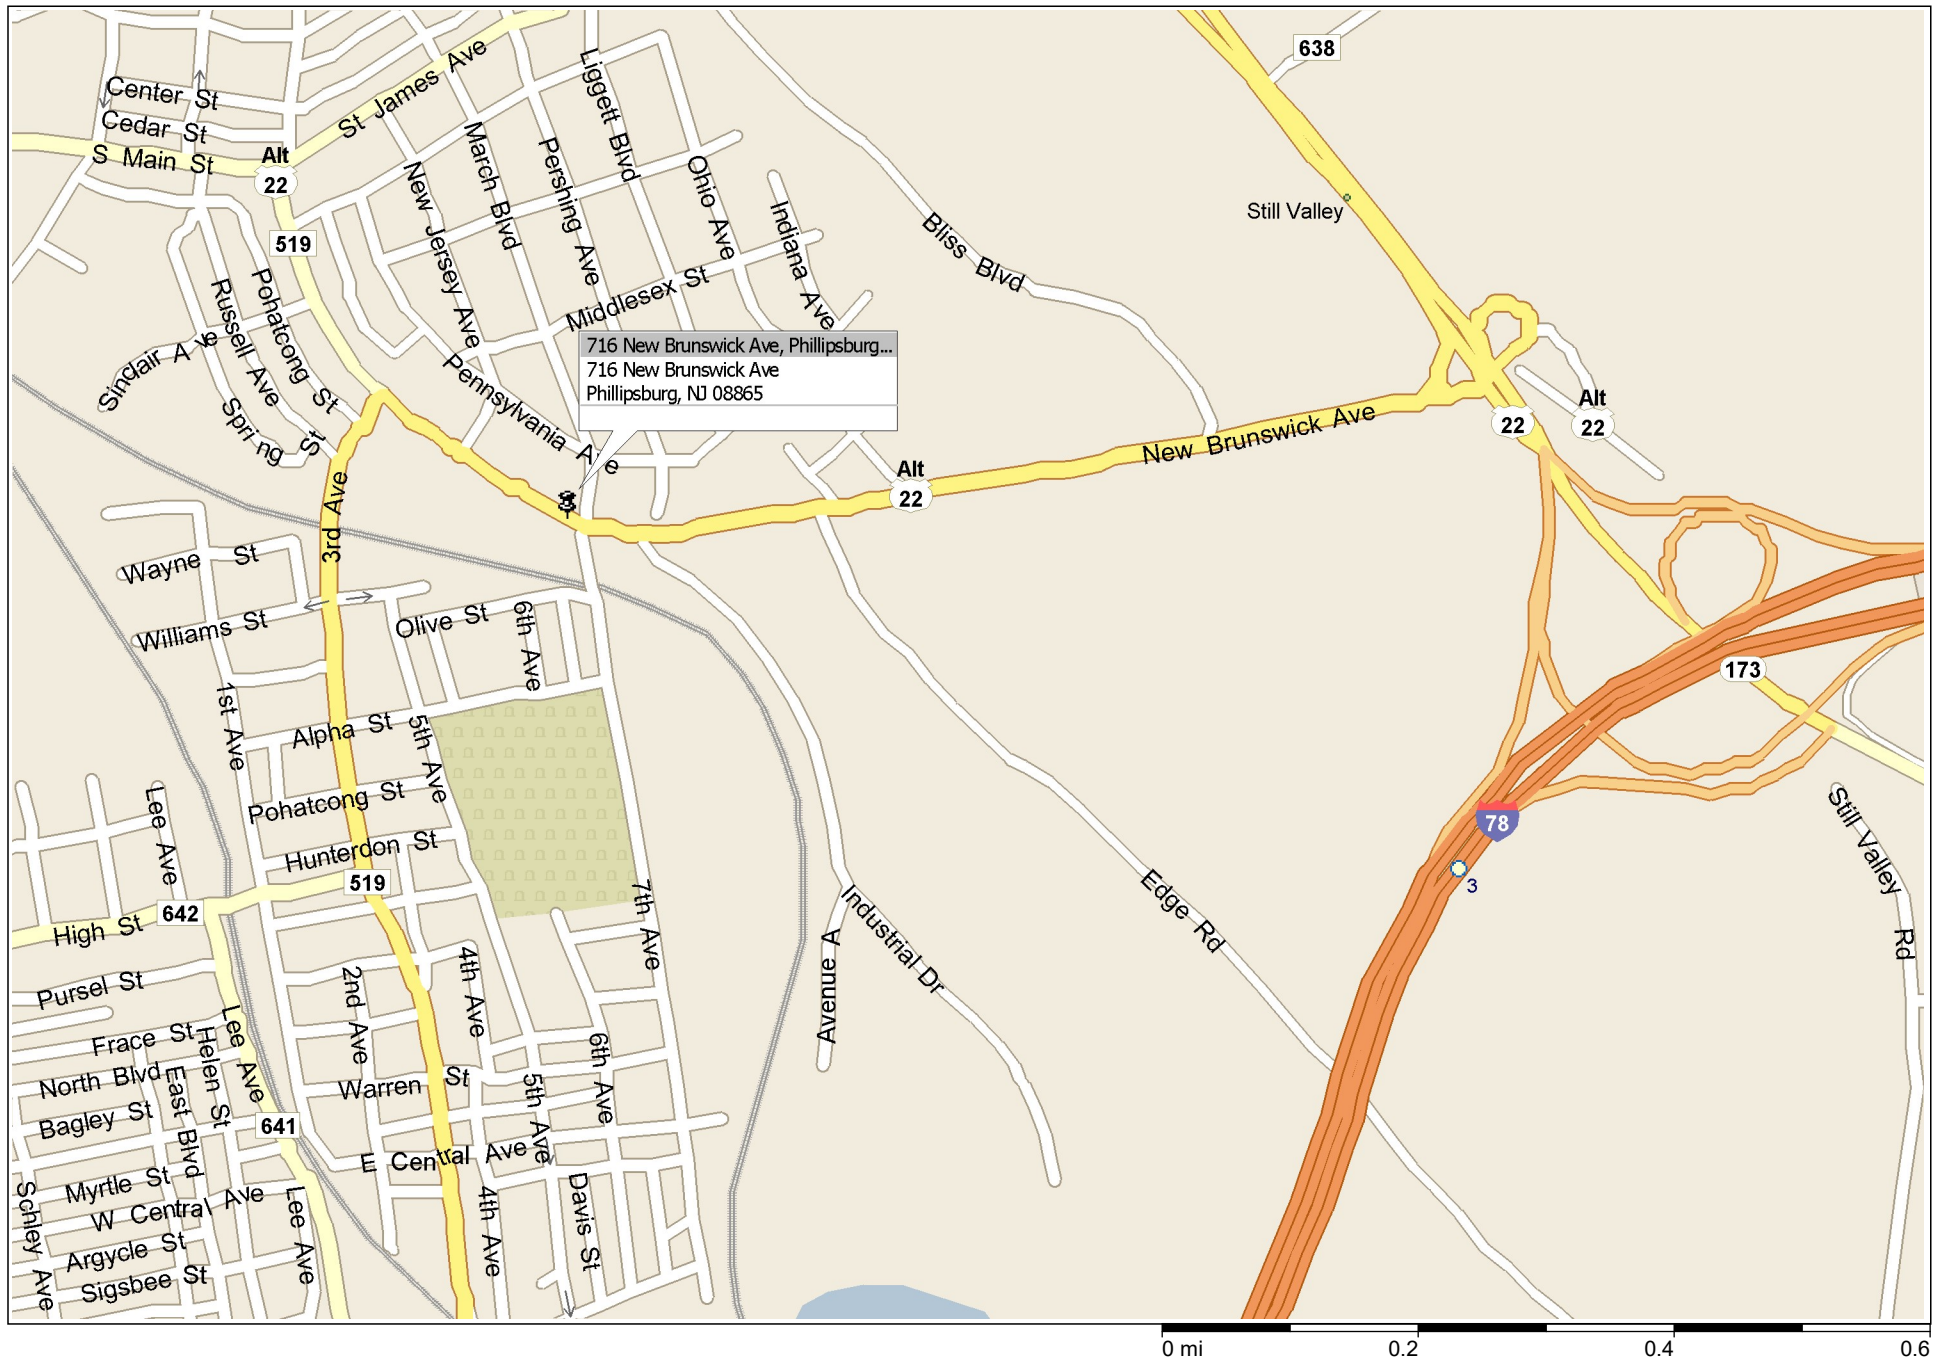 638
Center St
Cedar St
S Main St
Alt
22
St James Ave
Liggett Blvd
March Blvd
Pershing Ave
New Jersey Ave
Ohio Ave
Indiana Ave
Still Valley
519
Bliss Blvd
Pohatcong St
Russell Ave
Middlesex St
Sinclair Ave
Spring St
Pennsylvania Ave
716 New Brunswick Ave, Phillipsburg...
716 New Brunswick Ave
Phillipsburg, NJ 08865
New Brunswick Ave
22
Alt
22
Alt
22
3rd Ave
Wayne St
Williams St
Olive St
6th Ave
173
1st Ave
Alpha St
5th Ave
Pohatcong St
Lee Ave
Hunterdon St
78
3
Still Valley Rd
519
642
High St
7th Ave
Industrial Dr
Edge Rd
Avenue A
Pursel St
2nd Ave
4th Ave
Lee Ave
Frace St
Helen St
6th Ave
North Blvd
East Blvd
Warren St
5th Ave
Bagley St
641
E Central Ave
Myrtle St
W Central Ave
Schley Ave
Lee Ave
4th Ave
Davis St
Argycle St
Sigsbee St
0 mi 0.2 0.4 0.6